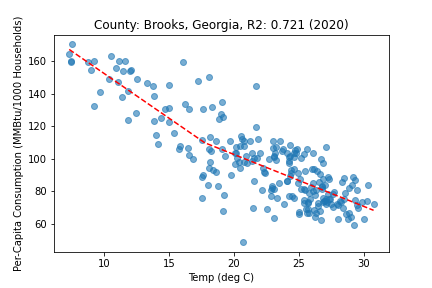 County: Brooks, Georgia, R2: 0.721 (2020)
Per-Capita Consumption (MMBtu/1000 Households)
160
140
120
100
80
60
10 15 20 25 30
Temp (deg C)